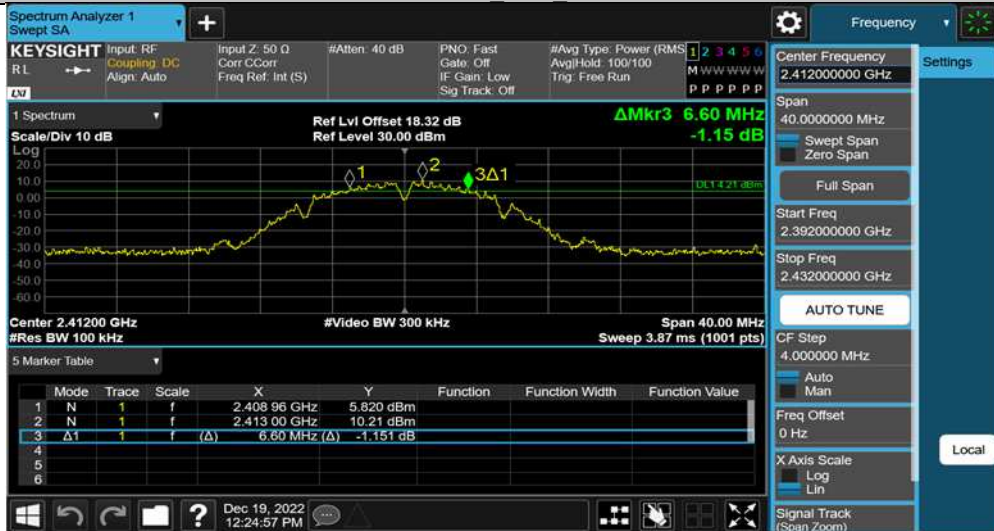 Spectrum Analyzer 1
Swept SA
+
Frequency
KEYSIGHT
RL
LXI
Input: RF
Coupling: DC
Align: Auto
Input Z: 50 Ω
Corr CCorr
Freq Ref: Int (S)
#Atten: 40 dB
PNO: Fast
Gate: Off
IF Gain: Low
Sig Track: Off
#Avg Type: Power (RMS
Avg|Hold: 100/100
Trig: Free Run
1 2 3 4 5 6
M W W W W W
P P P P P P
1 Spectrum
Scale/Div 10 dB
Ref Lvl Offset 18.32 dB
Ref Level 30.00 dBm
ΔMkr3 6.60 MHz
-1.15 dB
Log
20.0
10.0
0.00
-10.0
-20.0
-30.0
-40.0
-50.0
-60.0
1
2
3Δ1
DL1 4.21 dBm
Center 2.41200 GHz
#Res BW 100 kHz
#Video BW 300 kHz
Span 40.00 MHz
Sweep 3.87 ms (1001 pts)
5 Marker Table
Mode Trace Scale X Y Function Function Width Function Value
1 N 1 f 2.408 96 GHz 5.820 dBm
2 N 1 f 2.413 00 GHz 10.21 dBm
3 Δ1 1 f (Δ) 6.60 MHz (Δ) -1.151 dB
4
5
6
?
Dec 19, 2022
12:24:57 PM
Center Frequency
2.412000000 GHz
Span
40.0000000 MHz
Swept Span
Zero Span
Full Span
Start Freq
2.392000000 GHz
Stop Freq
2.432000000 GHz
AUTO TUNE
CF Step
4.000000 MHz
Auto
Man
Freq Offset
0 Hz
X Axis Scale
Log
Lin
Signal Track
(Span Zoom)
Settings
Local